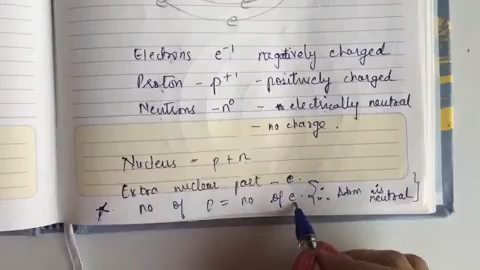 e
Electrons e⁻¹ negatively charged
Proton - p⁺¹ - positively charged
Neutrons - n⁰ - electrically neutral
- no charge.
Nucleus = p + n
Extra nuclear part - e.
* no of p = no of e. {∴ Atom is neutral}